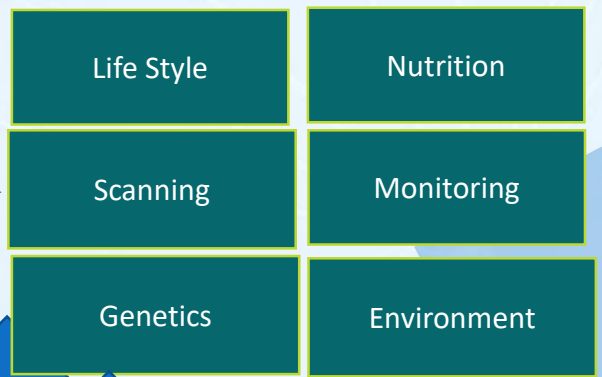 Life Style
Nutrition
Scanning
Monitoring
Genetics
Environment